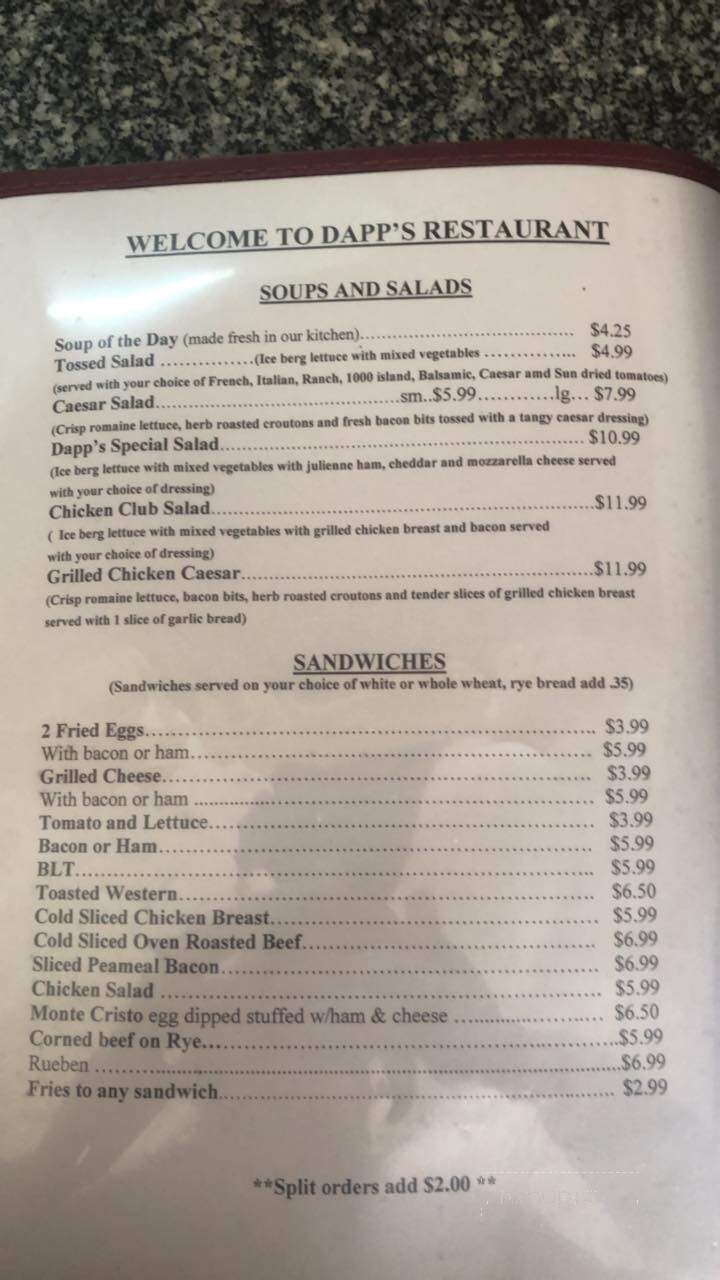 WELCOME TO DAPP'S RESTAURANT
SOUPS AND SALADS
Soup of the Day (made fresh in our kitchen)................................... $4.25
Tossed Salad ..............(Ice berg lettuce with mixed vegetables ............... $4.99
(served with your choice of French, Italian, Ranch, 1000 island, Balsamic, Caesar amd Sun dried tomatoes)
Caesar Salad........................................sm..$5.99............lg... $7.99
(Crisp romaine lettuce, herb roasted croutons and fresh bacon bits tossed with a tangy caesar dressing)
Dapp's Special Salad............................................................ $10.99
(Ice berg lettuce with mixed vegetables with julienne ham, cheddar and mozzarella cheese served
with your choice of dressing)
Chicken Club Salad...............................................................$11.99
( Ice berg lettuce with mixed vegetables with grilled chicken breast and bacon served
with your choice of dressing)
Grilled Chicken Caesar..........................................................$11.99
(Crisp romaine lettuce, bacon bits, herb roasted croutons and tender slices of grilled chicken breast
served with 1 slice of garlic bread)
SANDWICHES
(Sandwiches served on your choice of white or whole wheat, rye bread add .35)
2 Fried Eggs.......................................................................... $3.99
With bacon or ham................................................................. $5.99
Grilled Cheese...................................................................... $3.99
With bacon or ham ................................................................. $5.99
Tomato and Lettuce............................................................... $3.99
Bacon or Ham....................................................................... $5.99
BLT..................................................................................... $5.99
Toasted Western.................................................................... $6.50
Cold Sliced Chicken Breast..................................................... $5.99
Cold Sliced Oven Roasted Beef................................................ $6.99
Sliced Peameal Bacon............................................................. $6.99
Chicken Salad ....................................................................... $5.99
Monte Cristo egg dipped stuffed w/ham & cheese ........................ $6.50
Corned beef on Rye....................................................................$5.99
Rueben .....................................................................................$6.99
Fries to any sandwich................................................................ $2.99
**Split orders add $2.00 **